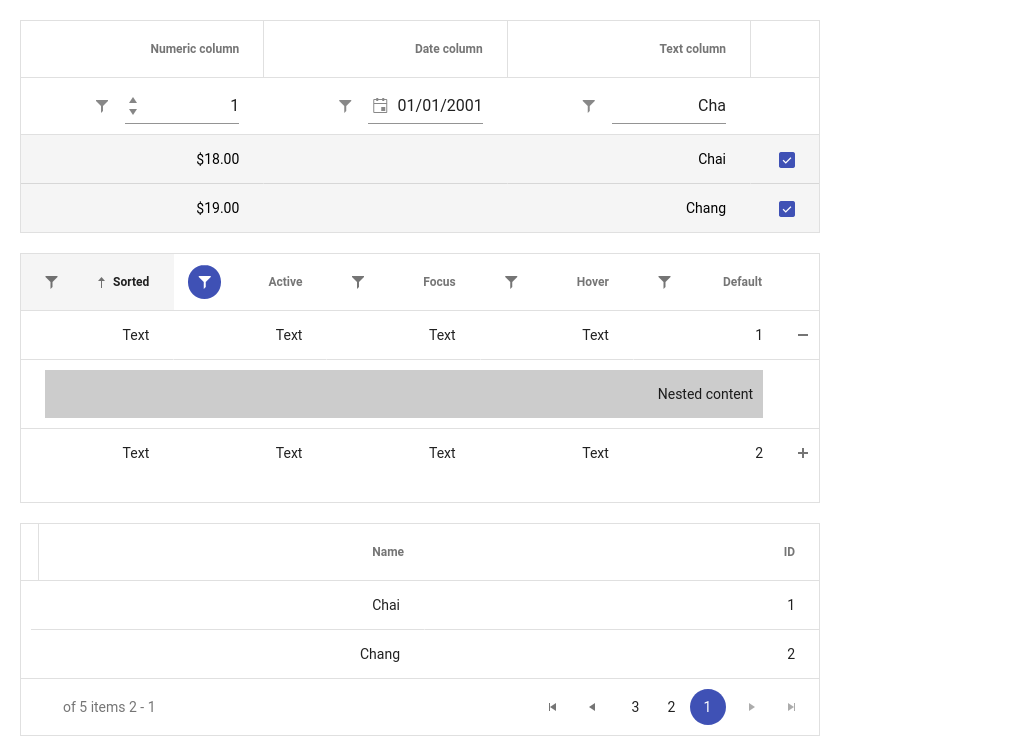 Numeric column Date column Text column
1 01/01/2001 Cha
$18.00 Chai
$19.00 Chang
Sorted Active Focus Hover Default
Text Text Text Text 1
Nested content
Text Text Text Text 2
Name ID
Chai 1
Chang 2
of 5 items 2 - 1 3 2 1